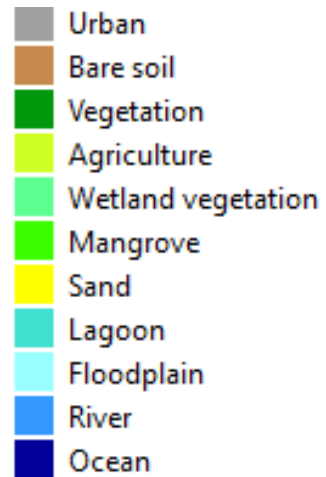 Urban
Bare soil
Vegetation
Agriculture
Wetland vegetation
Mangrove
Sand
Lagoon
Floodplain
River
Ocean